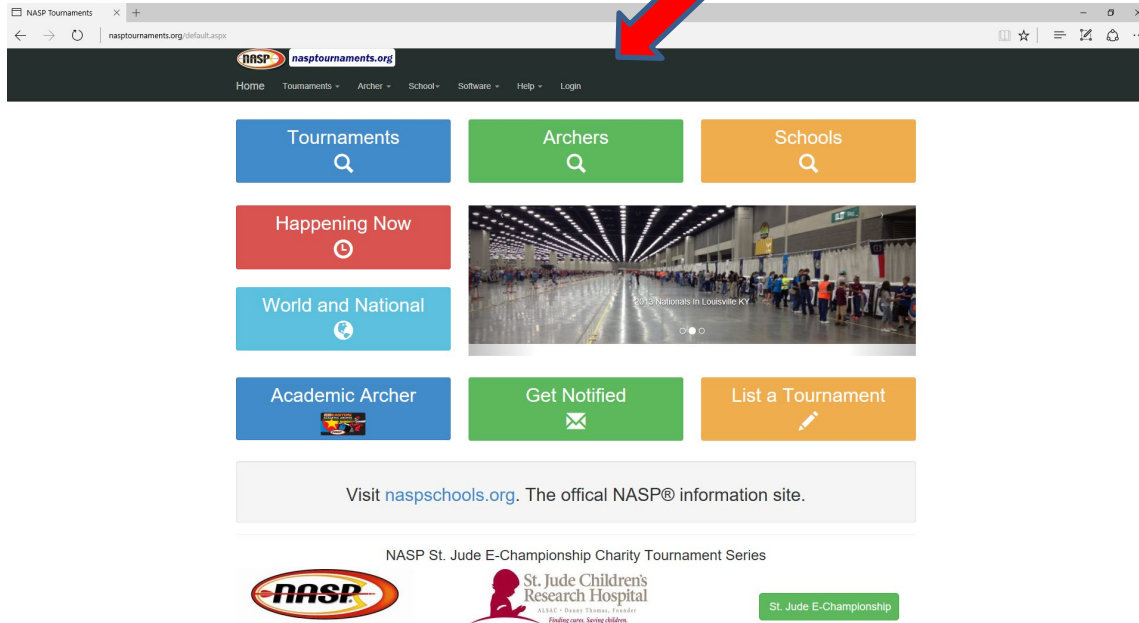 NASP Tournaments
nasptournaments.org/default.aspx
NASP nasptournaments.org
Home Tournaments Archer School Software Help Login
Tournaments Archers Schools
Happening Now
2013 Nationals In Louisville KY
World and National
Academic Archer Get Notified List a Tournament
Visit naspschools.org. The offical NASP® information site.
NASP St. Jude E-Championship Charity Tournament Series
NASP
St. Jude Children's
Research Hospital
ALSAC • Danny Thomas, Founder
Finding cures. Saving children.
St. Jude E-Championship